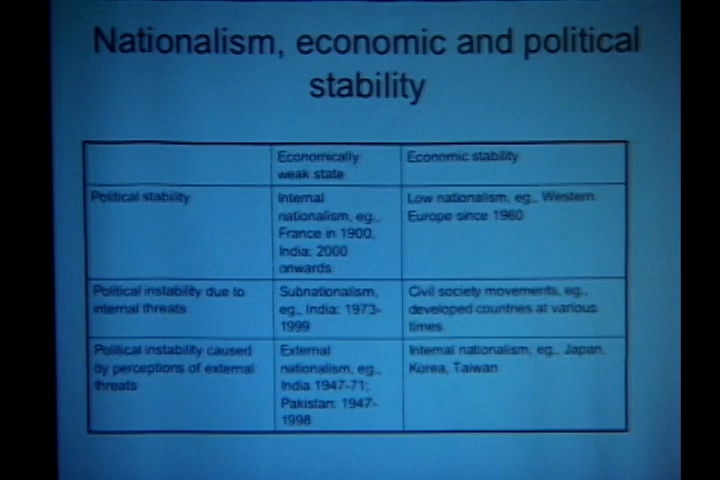 Nationalism, economic and political
stability
Economically
weak state
Economic stability
Political stability
Internal
nationalism, eg.,
France in 1900,
India: 2000
onwards
Low nationalism, eg., Western
Europe since 1960
Political instability due to
internal threats
Subnationalism,
eg., India: 1973-
1999
Civil society movements, eg.,
developed countries at various
times.
Political instability caused
by perceptions of external
threats
External
nationalism, eg.,
India 1947-71;
Pakistan: 1947-
1998
Internal nationalism, eg., Japan,
Korea, Taiwan